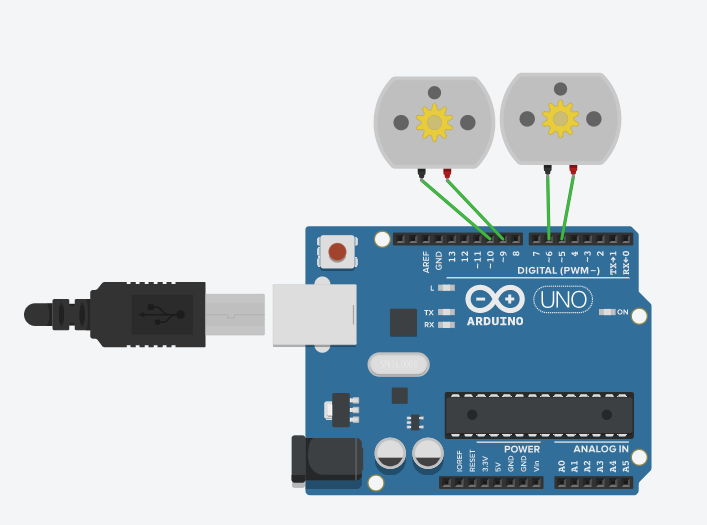 AREF
GND
13
12
~11
~10
~9
8
7
~6
~5
4
~3
2
TX→1
RX←0
DIGITAL (PWM~)
L
TX
RX
ARDUINO
UNO
ON
POWER
ANALOG IN
IOREF
RESET
3.3V
5V
GND
GND
Vin
A0
A1
A2
A3
A4
A5